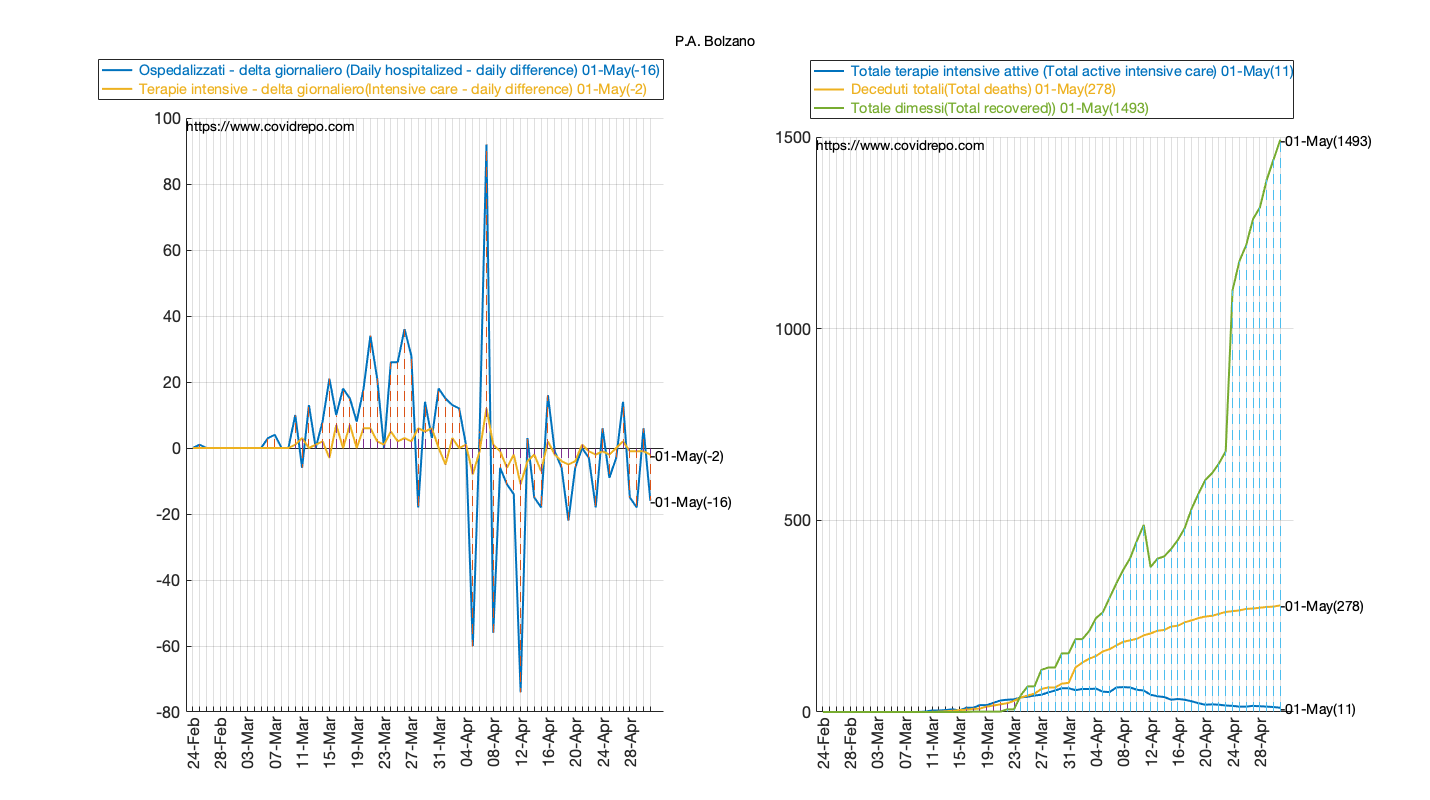 P.A. Bolzano
Ospedalizzati - delta giornaliero (Daily hospitalized - daily difference) 01-May(-16)
Terapie intensive - delta giornaliero(Intensive care - daily difference) 01-May(-2)
https://www.covidrepo.com
100
80
60
40
20
0
-20
-40
-60
-80
01-May(-2)
01-May(-16)
24-Feb
28-Feb
03-Mar
07-Mar
11-Mar
15-Mar
19-Mar
23-Mar
27-Mar
31-Mar
04-Apr
08-Apr
12-Apr
16-Apr
20-Apr
24-Apr
28-Apr
Totale terapie intensive attive (Total active intensive care) 01-May(11)
Deceduti totali(Total deaths) 01-May(278)
Totale dimessi(Total recovered)) 01-May(1493)
https://www.covidrepo.com
1500
1000
500
0
01-May(1493)
01-May(278)
01-May(11)
24-Feb
28-Feb
03-Mar
07-Mar
11-Mar
15-Mar
19-Mar
23-Mar
27-Mar
31-Mar
04-Apr
08-Apr
12-Apr
16-Apr
20-Apr
24-Apr
28-Apr